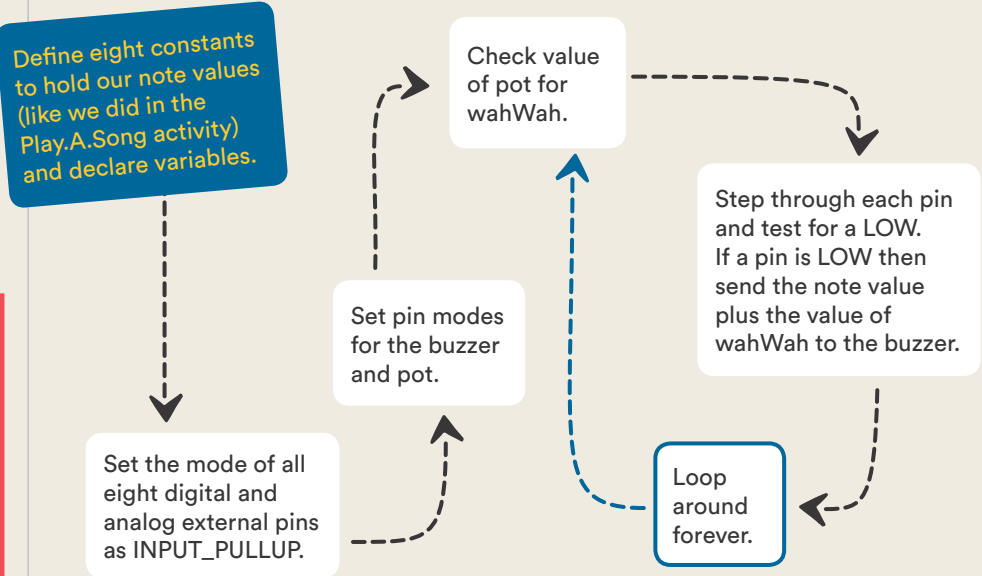 Define eight constants
to hold our note values
(like we did in the
Play.A.Song activity)
and declare variables.
Set the mode of all
eight digital and
analog external pins
as INPUT_PULLUP.
Set pin modes
for the buzzer
and pot.
Check value
of pot for
wahWah.
Step through each pin
and test for a LOW.
If a pin is LOW then
send the note value
plus the value of
wahWah to the buzzer.
Loop
around
forever.